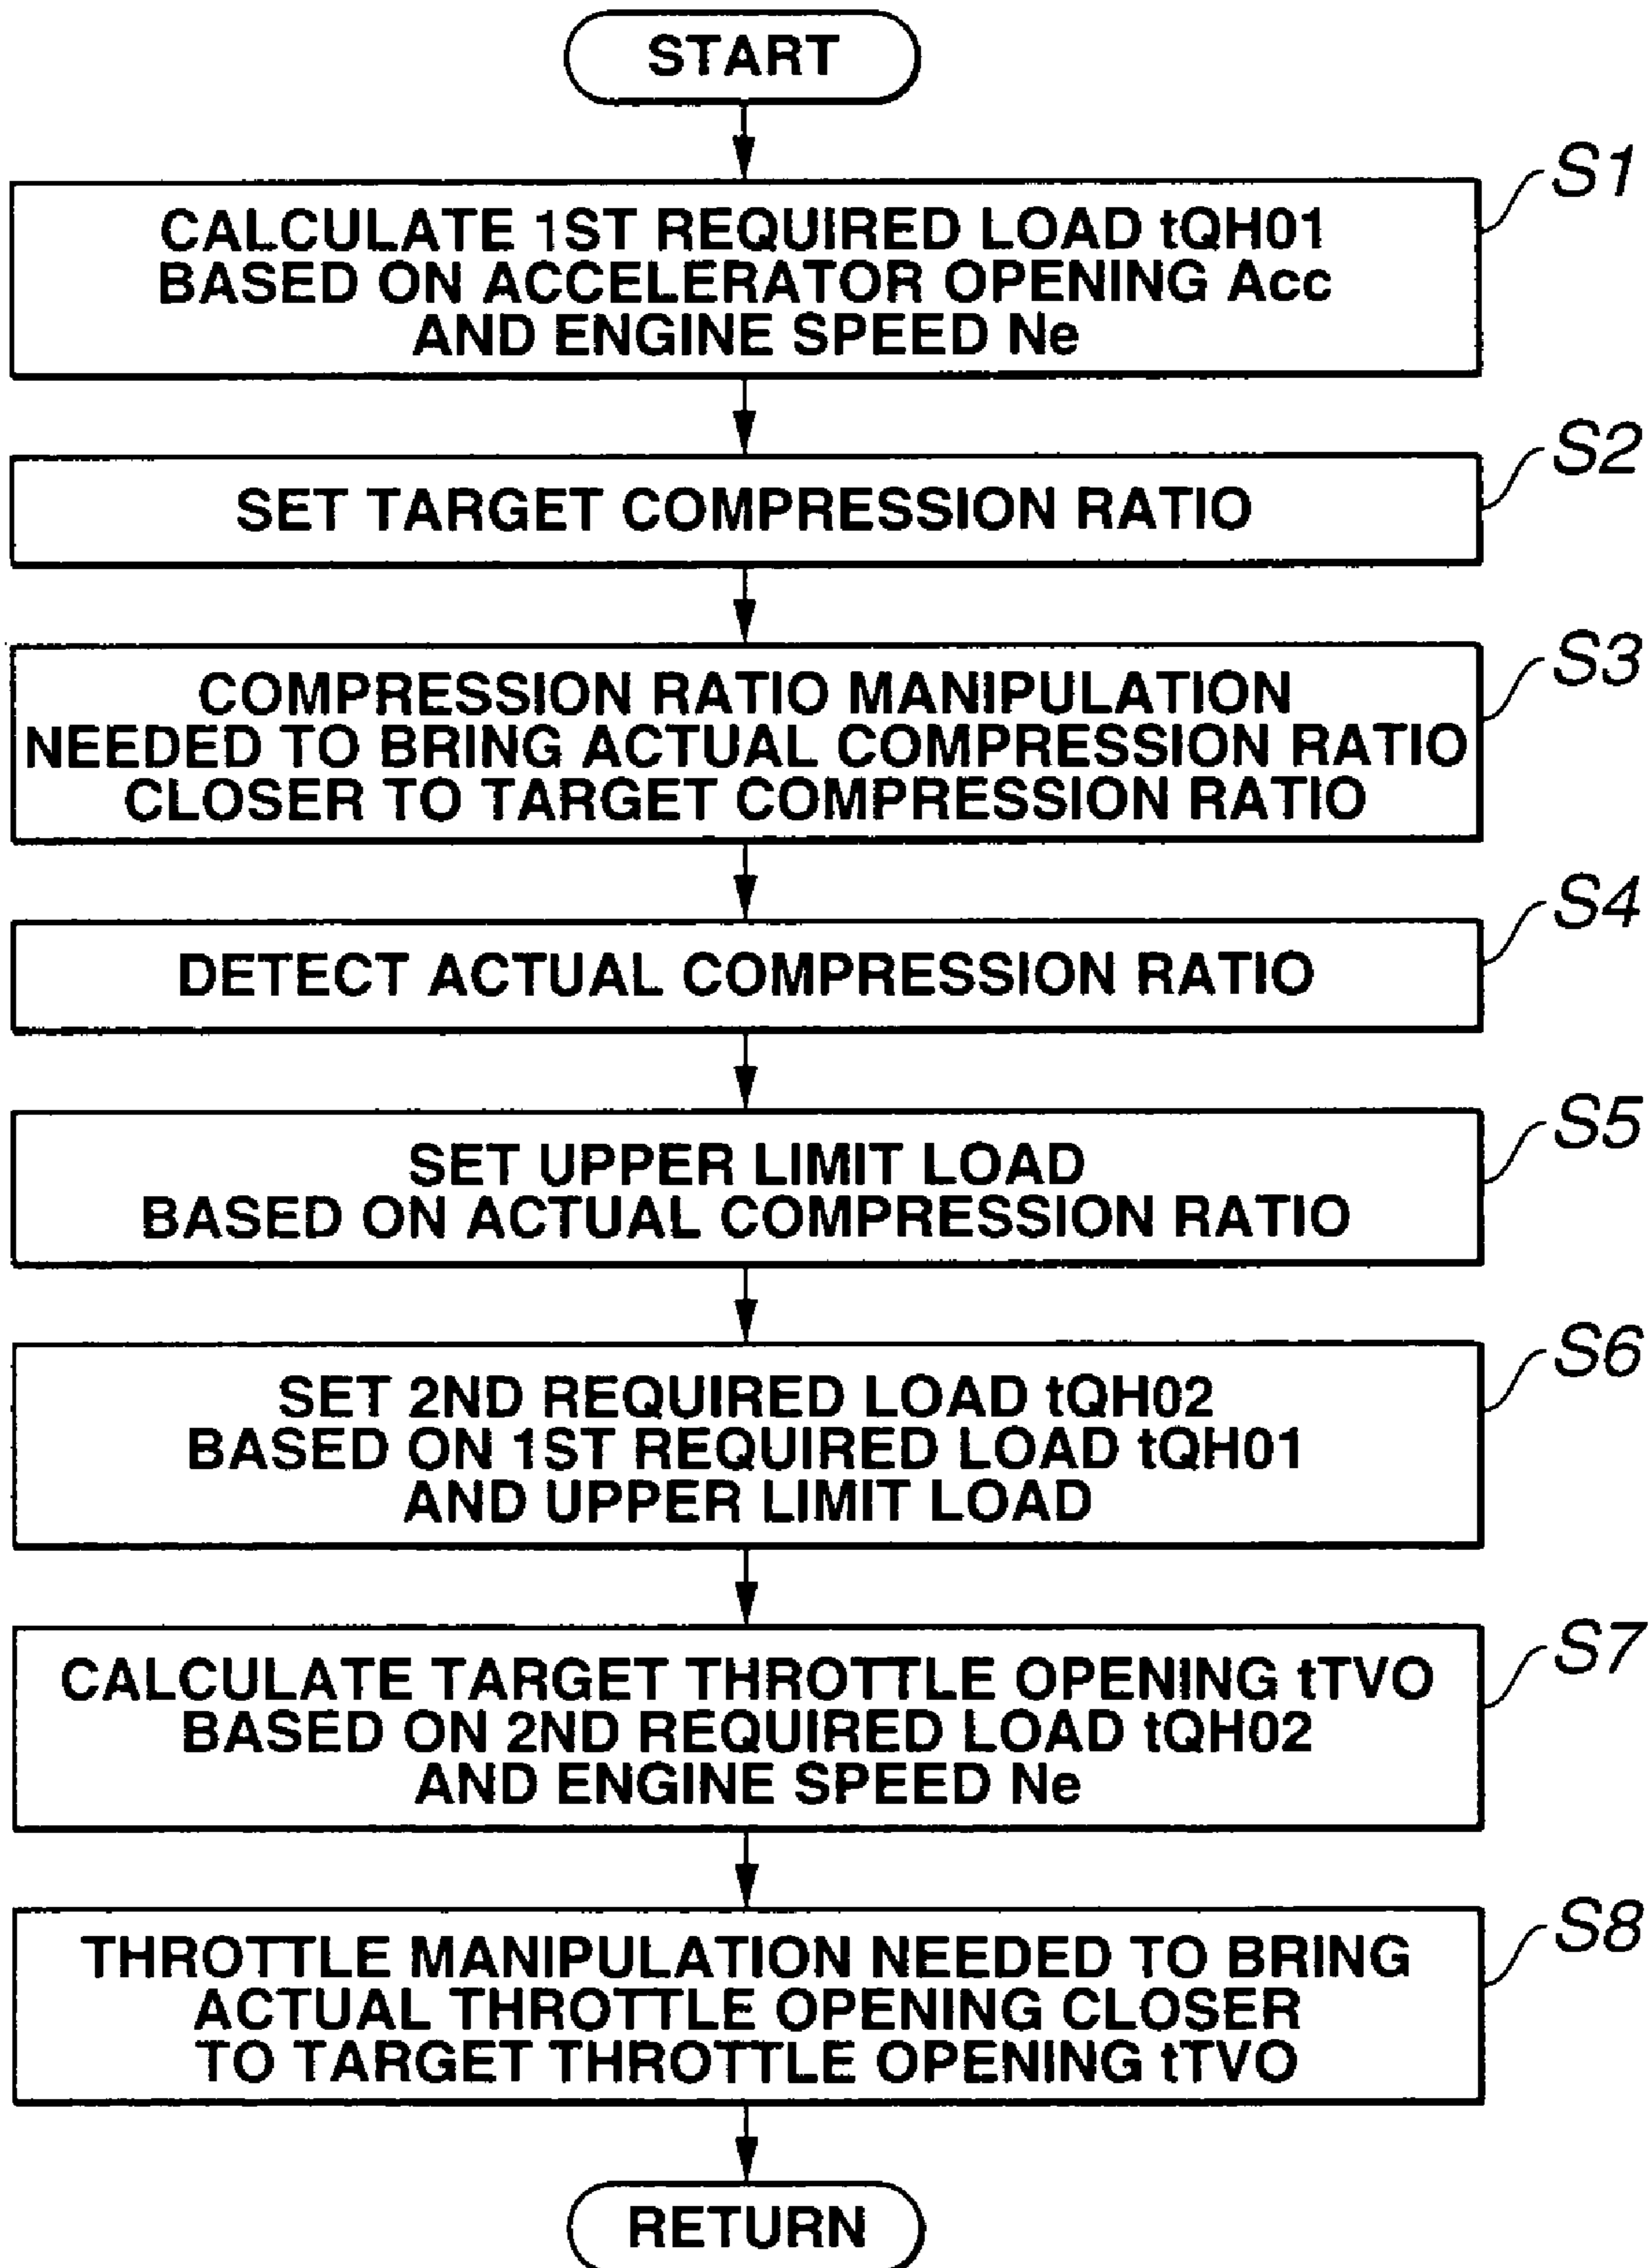 START
S1
CALCULATE 1ST REQUIRED LOAD tQH01
BASED ON ACCELERATOR OPENING Acc
AND ENGINE SPEED Ne
S2
SET TARGET COMPRESSION RATIO
S3
COMPRESSION RATIO MANIPULATION
NEEDED TO BRING ACTUAL COMPRESSION RATIO
CLOSER TO TARGET COMPRESSION RATIO
S4
DETECT ACTUAL COMPRESSION RATIO
S5
SET UPPER LIMIT LOAD
BASED ON ACTUAL COMPRESSION RATIO
S6
SET 2ND REQUIRED LOAD tQH02
BASED ON 1ST REQUIRED LOAD tQH01
AND UPPER LIMIT LOAD
S7
CALCULATE TARGET THROTTLE OPENING tTVO
BASED ON 2ND REQUIRED LOAD tQH02
AND ENGINE SPEED Ne
S8
THROTTLE MANIPULATION NEEDED TO BRING
ACTUAL THROTTLE OPENING CLOSER
TO TARGET THROTTLE OPENING tTVO
RETURN